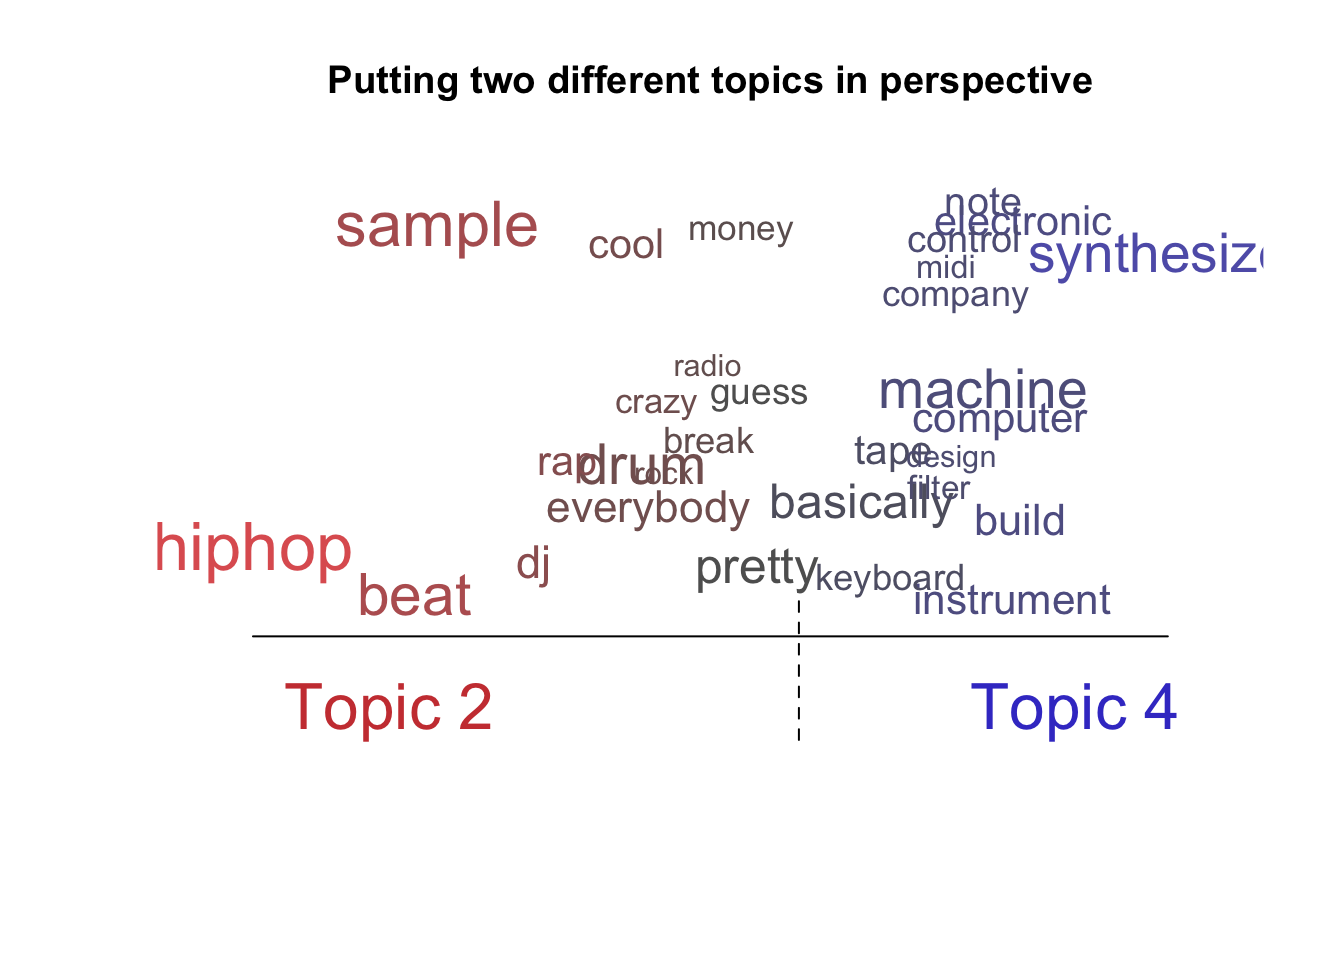 Putting two different topics in perspective
note
sample
electronic
money
control
cool
synthesize
midi
company
radio
machine
guess
crazy
computer
break
tape
design
rap
drum
rock
filter
basically
everybody
build
hiphop
dj
pretty
keyboard
beat
instrument
Topic 2
Topic 4